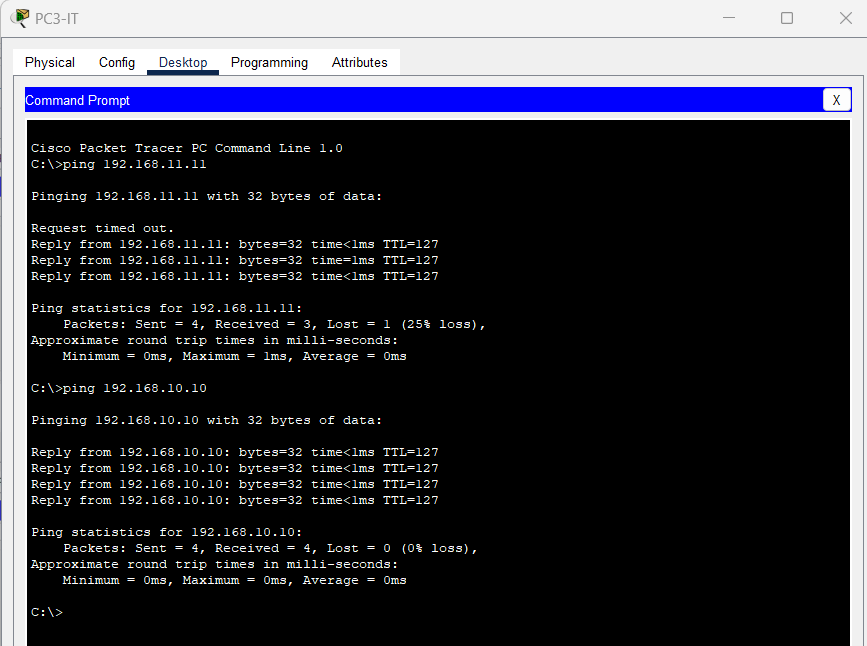 PC3-IT
Physical Config Desktop Programming Attributes
Command Prompt X
Cisco Packet Tracer PC Command Line 1.0
C:\>ping 192.168.11.11
Pinging 192.168.11.11 with 32 bytes of data:
Request timed out.
Reply from 192.168.11.11: bytes=32 time<1ms TTL=127
Reply from 192.168.11.11: bytes=32 time=1ms TTL=127
Reply from 192.168.11.11: bytes=32 time<1ms TTL=127
Ping statistics for 192.168.11.11:
Packets: Sent = 4, Received = 3, Lost = 1 (25% loss),
Approximate round trip times in milli-seconds:
Minimum = 0ms, Maximum = 1ms, Average = 0ms
C:\>ping 192.168.10.10
Pinging 192.168.10.10 with 32 bytes of data:
Reply from 192.168.10.10: bytes=32 time<1ms TTL=127
Reply from 192.168.10.10: bytes=32 time<1ms TTL=127
Reply from 192.168.10.10: bytes=32 time<1ms TTL=127
Reply from 192.168.10.10: bytes=32 time<1ms TTL=127
Ping statistics for 192.168.10.10:
Packets: Sent = 4, Received = 4, Lost = 0 (0% loss),
Approximate round trip times in milli-seconds:
Minimum = 0ms, Maximum = 0ms, Average = 0ms
C:\>